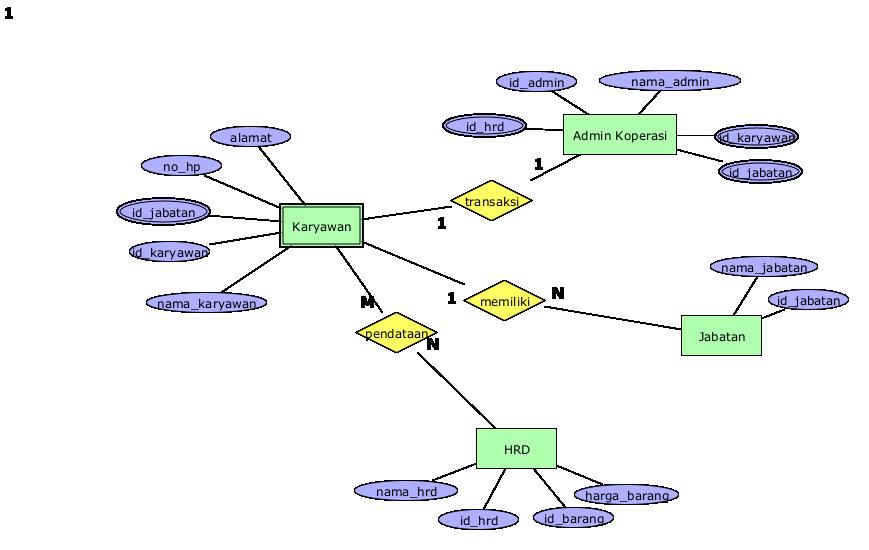 1
id_admin
nama_admin
id_hrd
Admin Koperasi
id_karyawan
id_jabatan
1
transaksi
1
alamat
no_hp
id_jabatan
Karyawan
id_karyawan
nama_karyawan
M
pendataan
N
1
memiliki
N
nama_jabatan
id_jabatan
Jabatan
HRD
nama_hrd
id_hrd
id_barang
harga_barang